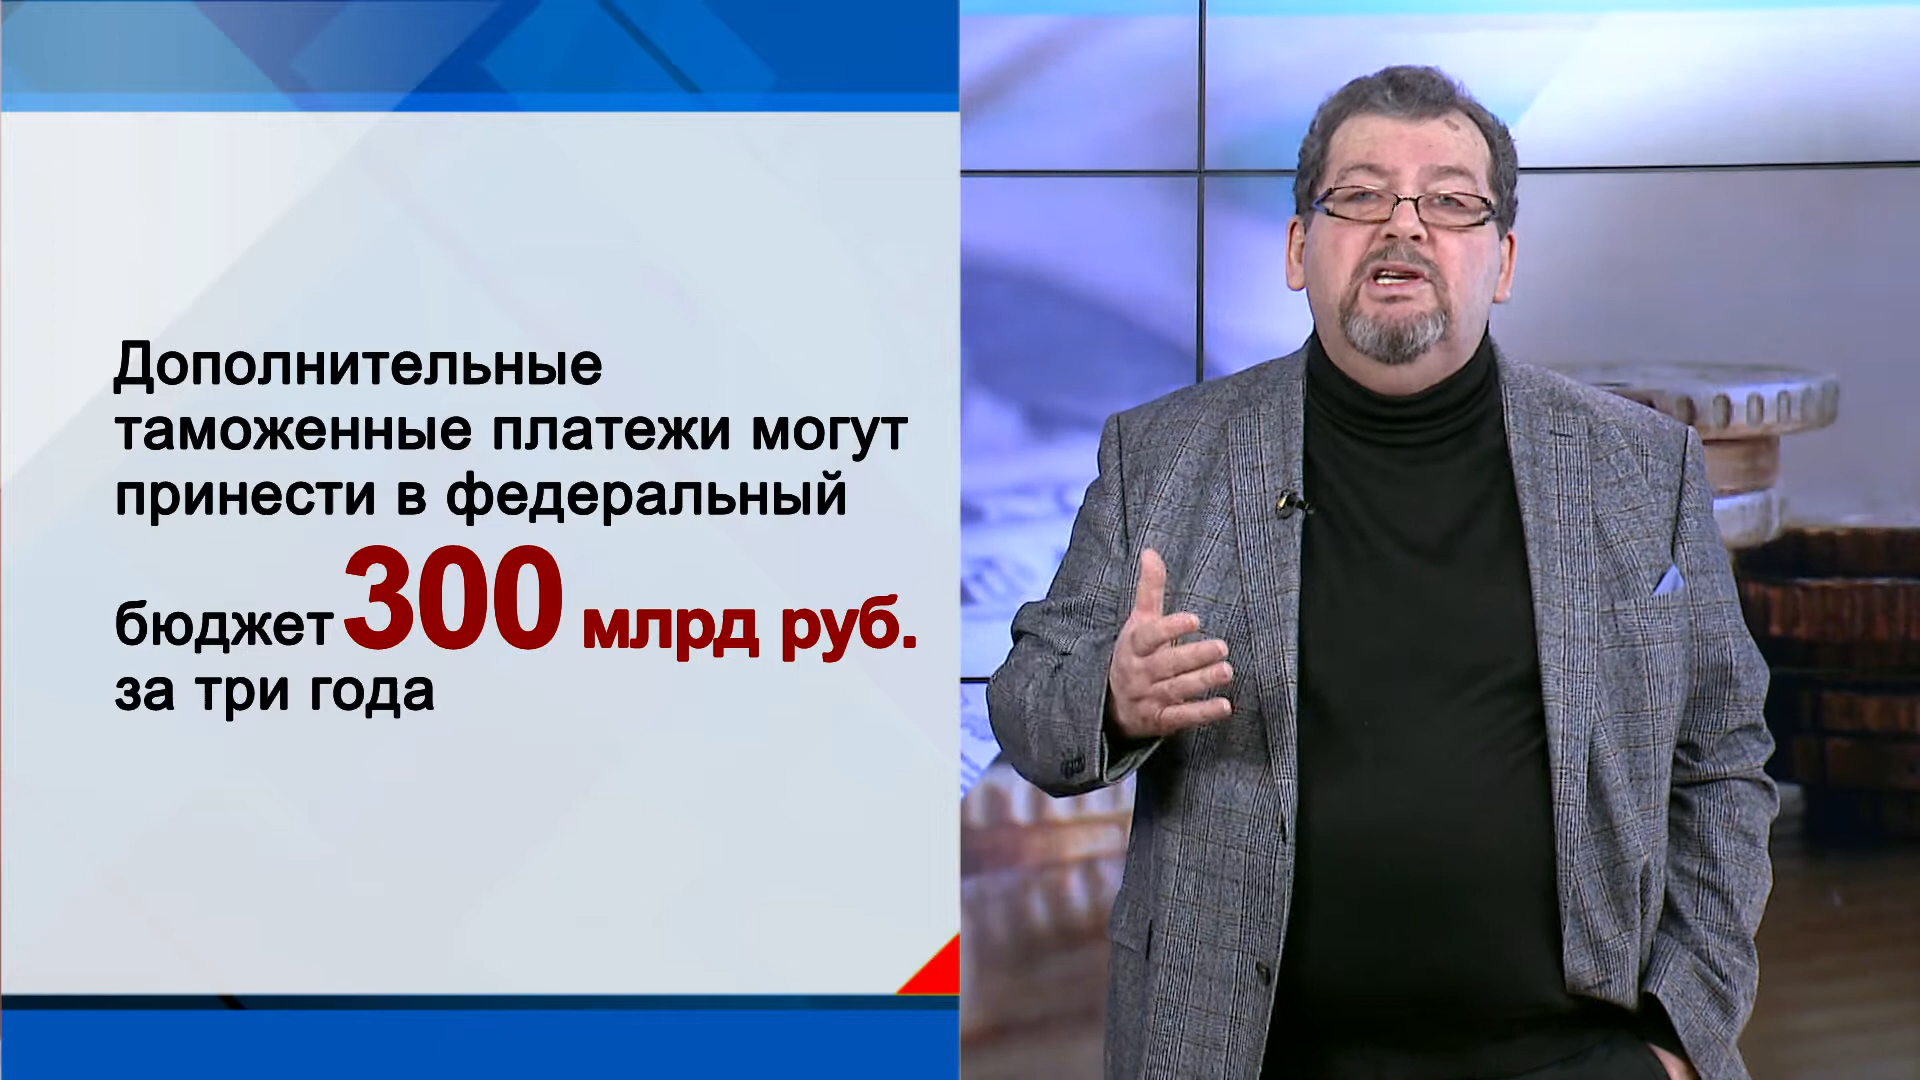 Дополнительные
таможенные платежи могут
принести в федеральный
бюджет 300 млрд руб.
за три года